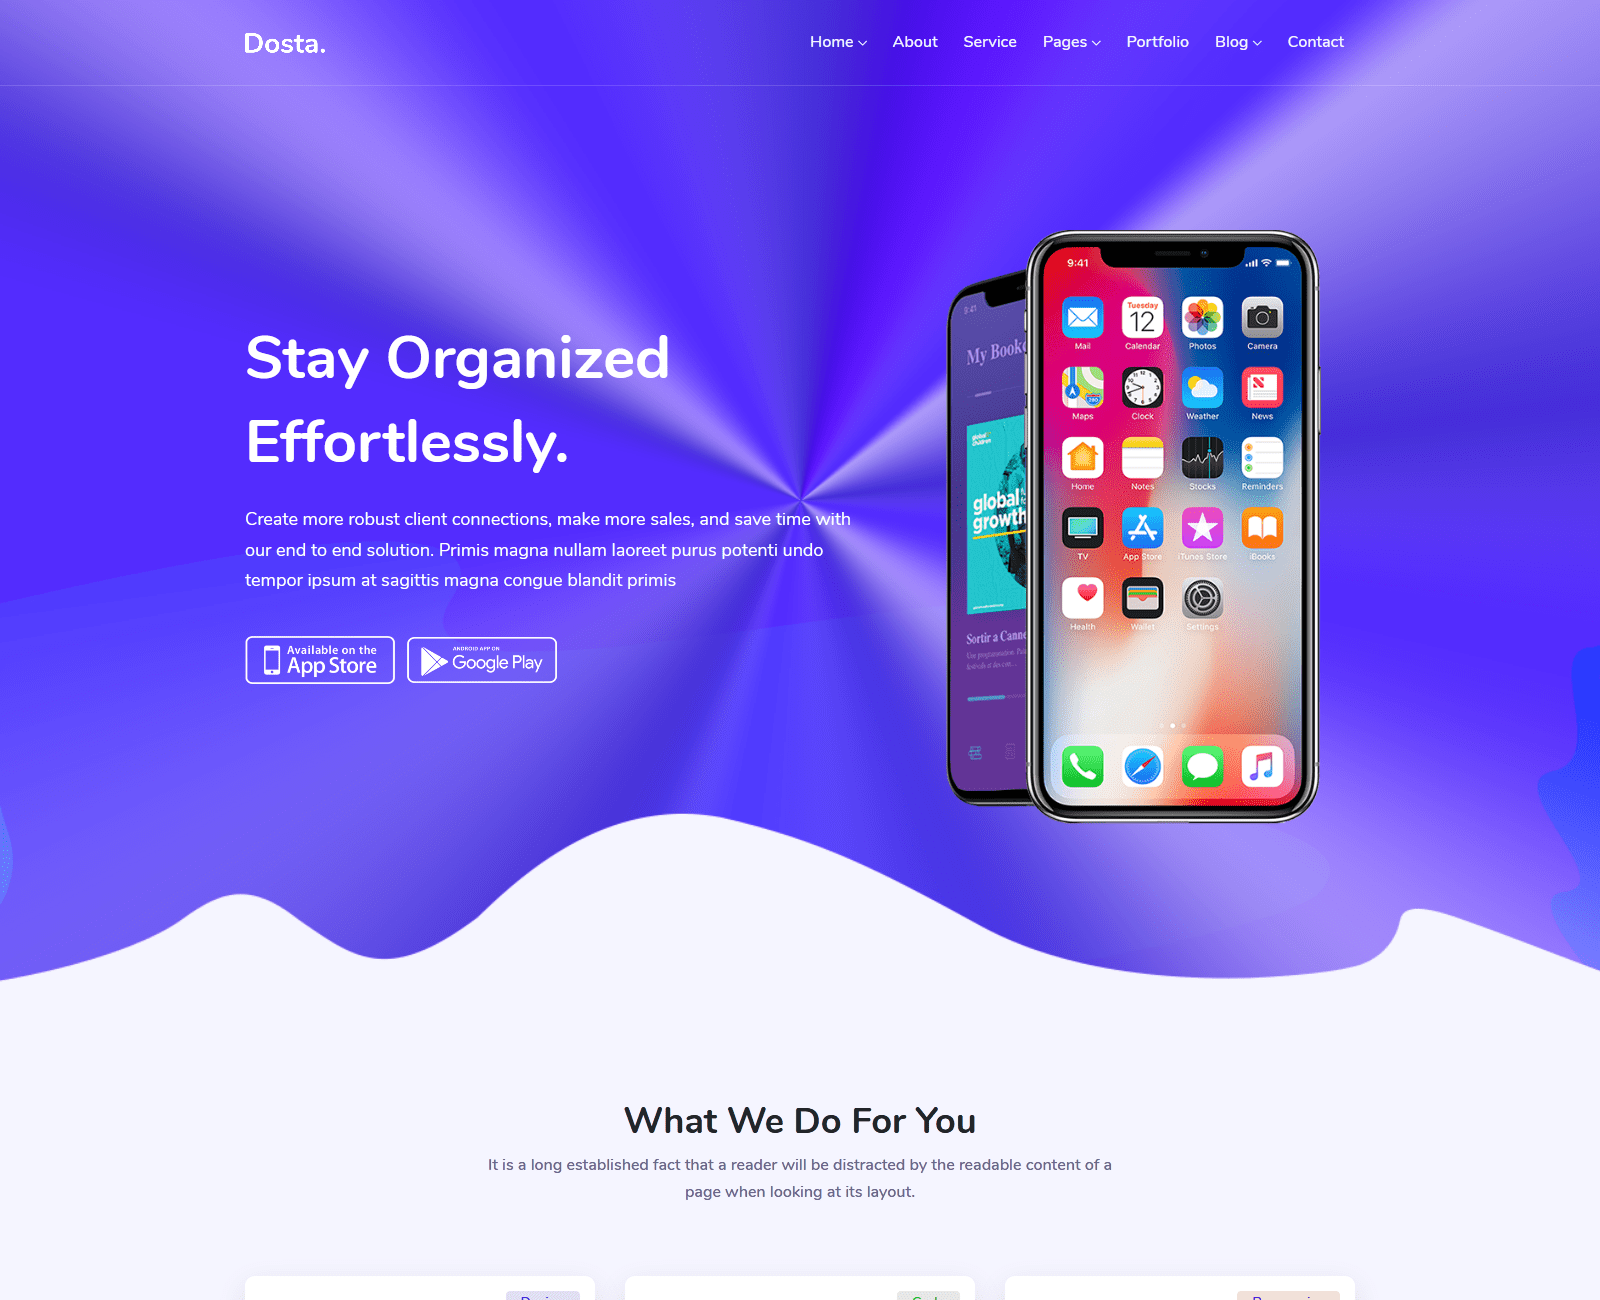 Dosta.
Home About Service Pages Portfolio Blog Contact
Stay Organized
Effortlessly.
Create more robust client connections, make more sales, and save time with
our end to end solution. Primis magna nullam laoreet purus potenti undo
tempor ipsum at sagittis magna congue blandit primis
Available on the
App Store
ANDROID APP ON
Google Play
9:41
My Book
global
children
global
growth
Sortir a Canne
9:41
Tuesday
12
Mail Calendar Photos Camera
280
Maps Clock Weather News
Home Notes Stocks Reminders
TV App Store iTunes Store iBooks
Health Wallet Settings
What We Do For You
It is a long established fact that a reader will be distracted by the readable content of a
page when looking at its layout.